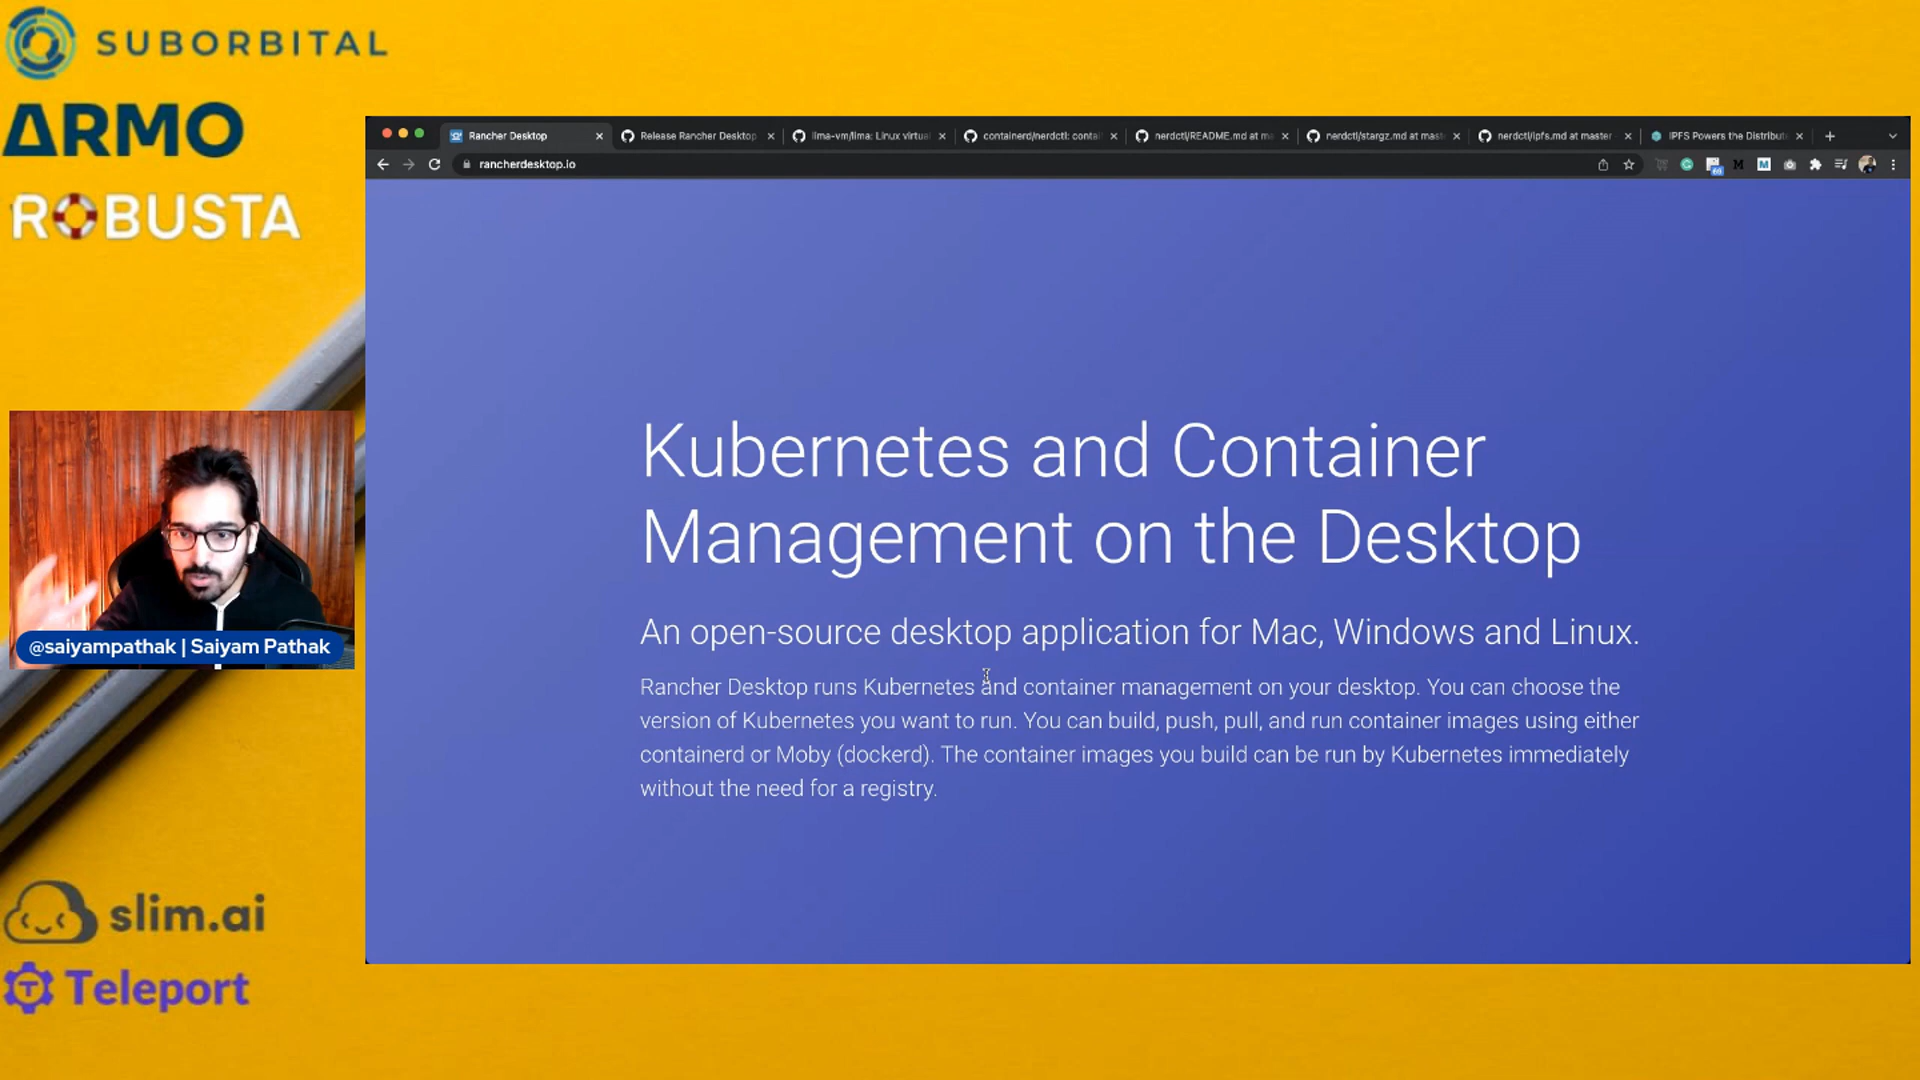 SUBORBITAL
ARMO
ROBUSTA
Rancher Desktop
Release Rancher Desktop
lima-vm/lima: Linux virtua
containerd/nerdctl: contai
nerdctl/README.md at ma
nerdctl/stargz.md at mast
nerdctl/ipfs.md at master
IPFS Powers the Distribut
rancherdesktop.io
Kubernetes and Container
Management on the Desktop
An open-source desktop application for Mac, Windows and Linux.
Rancher Desktop runs Kubernetes and container management on your desktop. You can choose the
version of Kubernetes you want to run. You can build, push, pull, and run container images using either
containerd or Moby (dockerd). The container images you build can be run by Kubernetes immediately
without the need for a registry.
@saiyampathak | Saiyam Pathak
slim.ai
Teleport